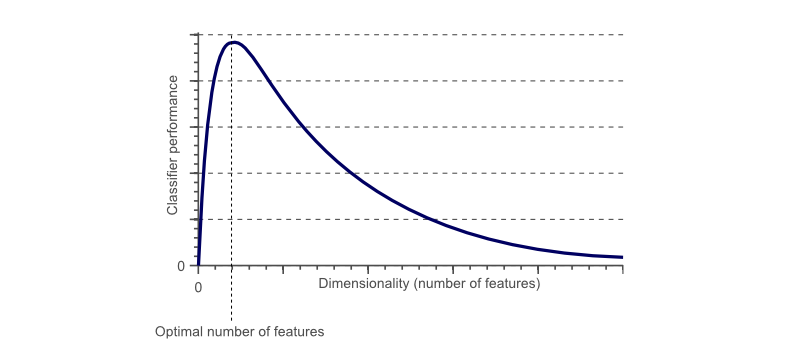 Classifier performance
0
0
Dimensionality (number of features)
Optimal number of features